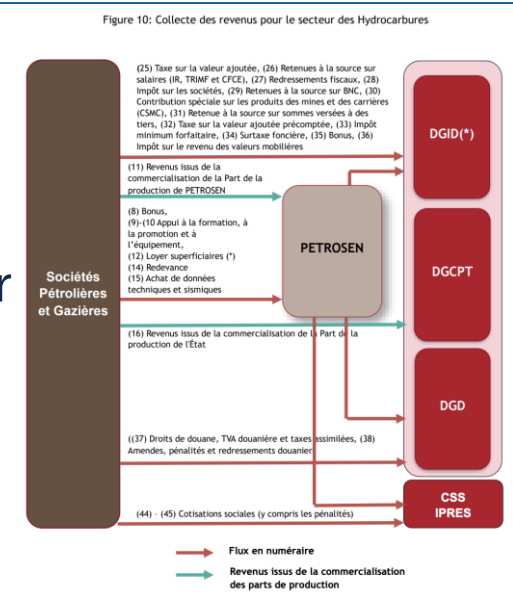 Figure 10: Collecte des revenus pour le secteur des Hydrocarbures
(25) Taxe sur la valeur ajoutée, (26) Retenues à la source sur
salaires (IR, TRIMF et CFCE), (27) Redressements fiscaux, (28)
Impôt sur les sociétés, (29) Retenues à la source sur BNC, (30)
Contribution spéciale sur les produits des mines et des carrières
(CSMC), (31) Retenue à la source sur sommes versées à des
tiers, (32) Taxe sur la valeur ajoutée précomptée, (33) Impôt
minimum forfaitaire, (34) Surtaxe foncière, (35) Bonus, (36)
Impôt sur le revenu des valeurs mobilières
DGID(*)
(11) Revenus issus de la
commercialisation de la Part de la
production de PETROSEN
(8) Bonus,
(9)-(10 Appui à la formation, à
la promotion et à
l'équipement,
(12) Loyer superficiaires (*)
(14) Redevance
(15) Achat de données
techniques et sismiques
PETROSEN
DGCPT
r
Sociétés
Pétrolières
et Gazières
(16) Revenus issus de la commercialisation de la Part de la
production de l'État
DGD
((37) Droits de douane, TVA douanière et taxes assimilées, (38)
Amendes, pénalités et redressements douanier
CSS
IPRES
(44) - (45) Cotisations sociales (y compris les pénalités)
Flux en numéraire
Revenus issus de la commercialisation
des parts de production